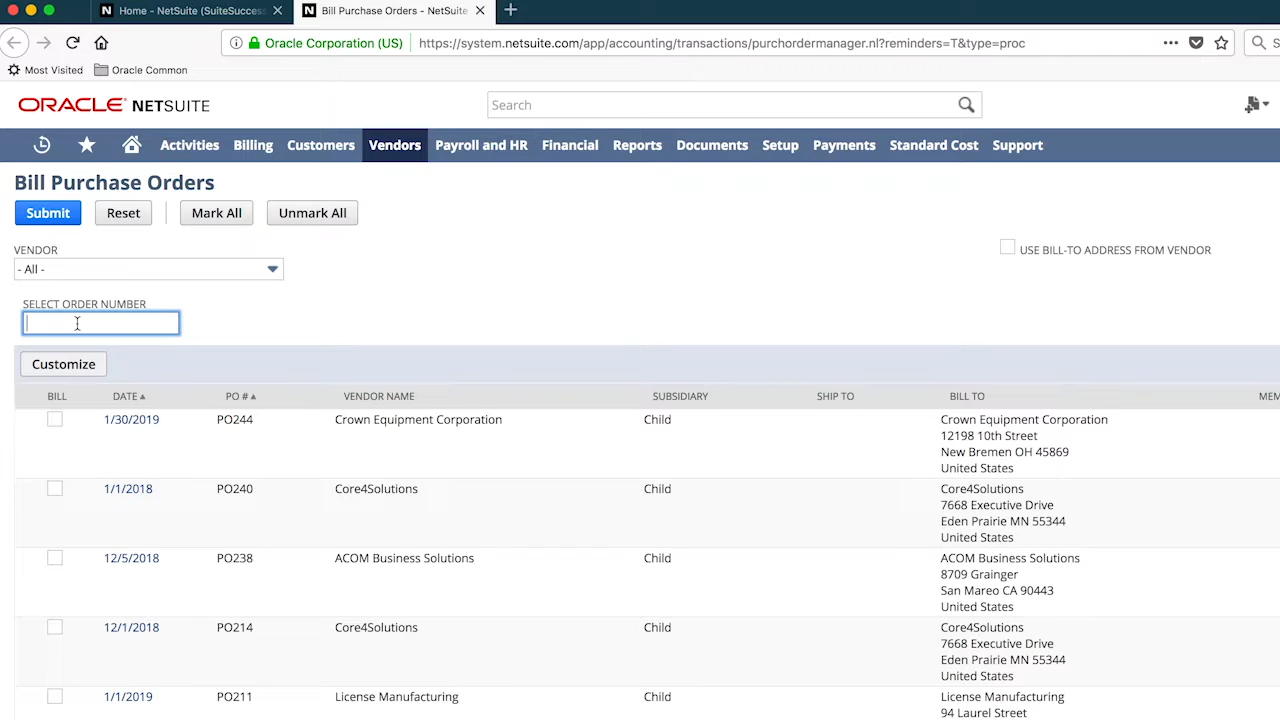 Home - NetSuite (SuiteSuccess
Bill Purchase Orders - NetSuite
Oracle Corporation (US) https://system.netsuite.com/app/accounting/transactions/purchordermanager.nl?reminders=T&type=proc
Most Visited Oracle Common
ORACLE NETSUITE
Search
Activities Billing Customers Vendors Payroll and HR Financial Reports Documents Setup Payments Standard Cost Support
Bill Purchase Orders
Submit Reset Mark All Unmark All
VENDOR
- All -
USE BILL-TO ADDRESS FROM VENDOR
SELECT ORDER NUMBER
Customize
BILL DATE PO # VENDOR NAME SUBSIDIARY SHIP TO BILL TO MEM
1/30/2019 PO244 Crown Equipment Corporation Child Crown Equipment Corporation
12198 10th Street
New Bremen OH 45869
United States
1/1/2018 PO240 Core4Solutions Child Core4Solutions
7668 Executive Drive
Eden Prairie MN 55344
United States
12/5/2018 PO238 ACOM Business Solutions Child ACOM Business Solutions
8709 Grainger
San Mareo CA 90443
United States
12/1/2018 PO214 Core4Solutions Child Core4Solutions
7668 Executive Drive
Eden Prairie MN 55344
United States
1/1/2019 PO211 License Manufacturing Child License Manufacturing
94 Laurel Street